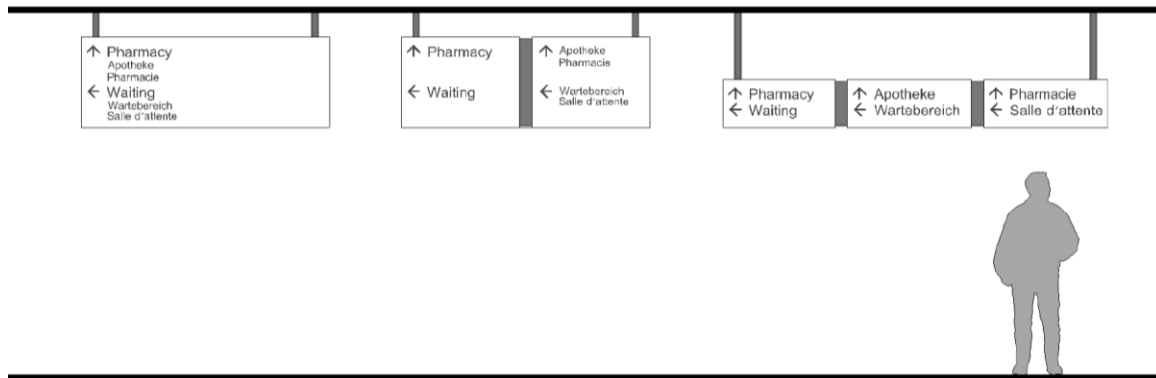 ↑ Pharmacy
Apotheke
Pharmacie
← Waiting
Wartebereich
Salle d'attente
↑ Pharmacy
← Waiting
↑ Apotheke
Pharmacie
← Wartebereich
Salle d'attente
↑ Pharmacy
← Waiting
↑ Apotheke
← Wartebereich
↑ Pharmacie
← Salle d'attente